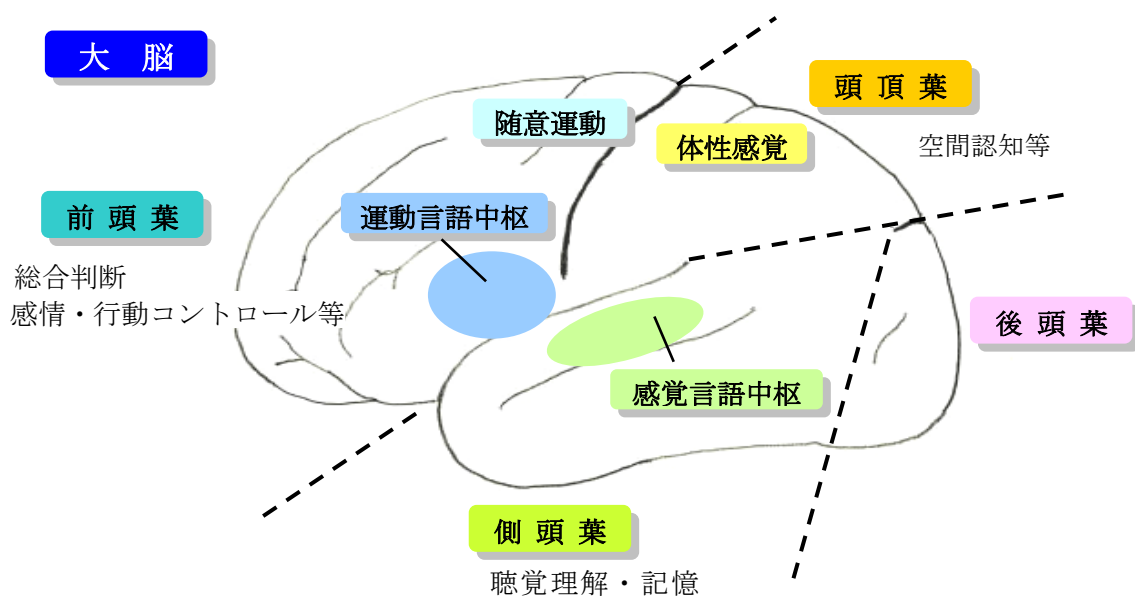 大 脳
頭 頂 葉
随意運動
体性感覚
空間認知等
前 頭 葉
運動言語中枢
総合判断
感情・行動コントロール等
後 頭 葉
感覚言語中枢
側 頭 葉
聴覚理解・記憶